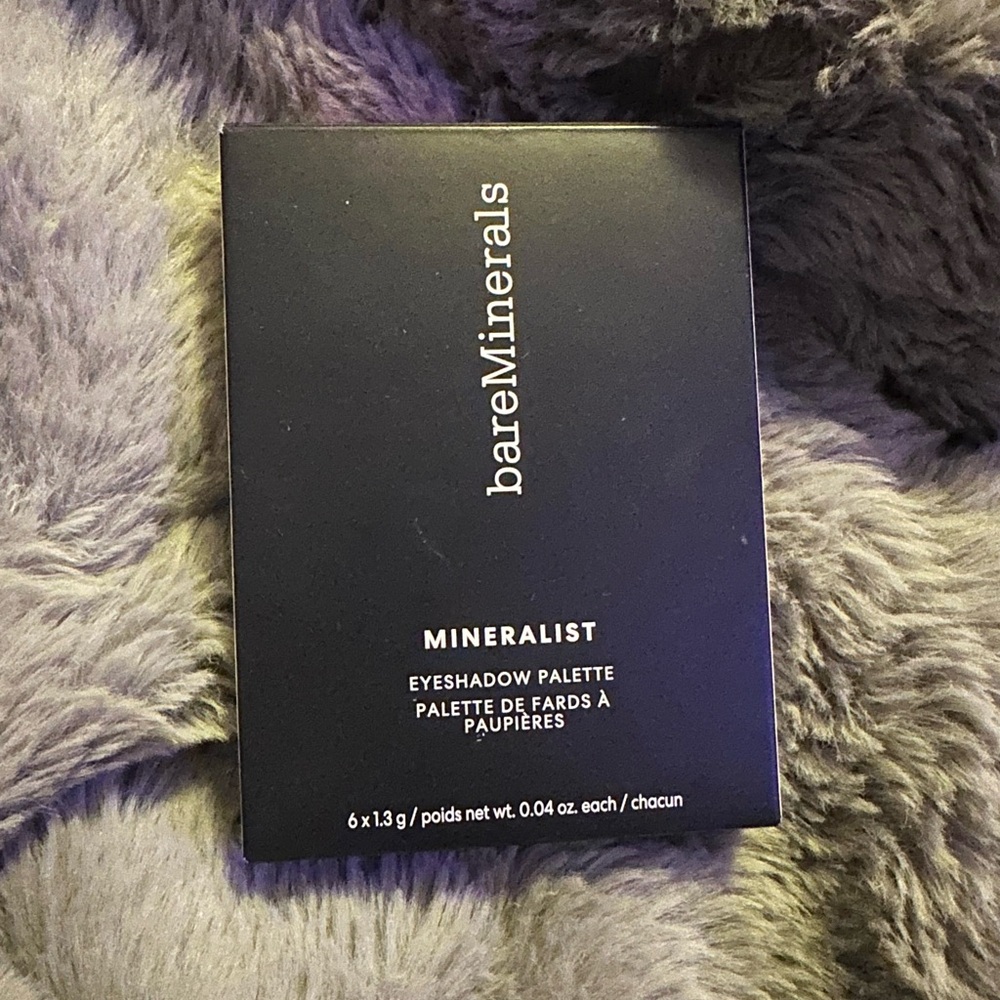 bareMinerals
MINERALIST
EYESHADOW PALETTE
PALETTE DE FARDS À
PAUPIÈRES
6 x 1.3 g / poids net wt. 0.04 oz. each / chacun